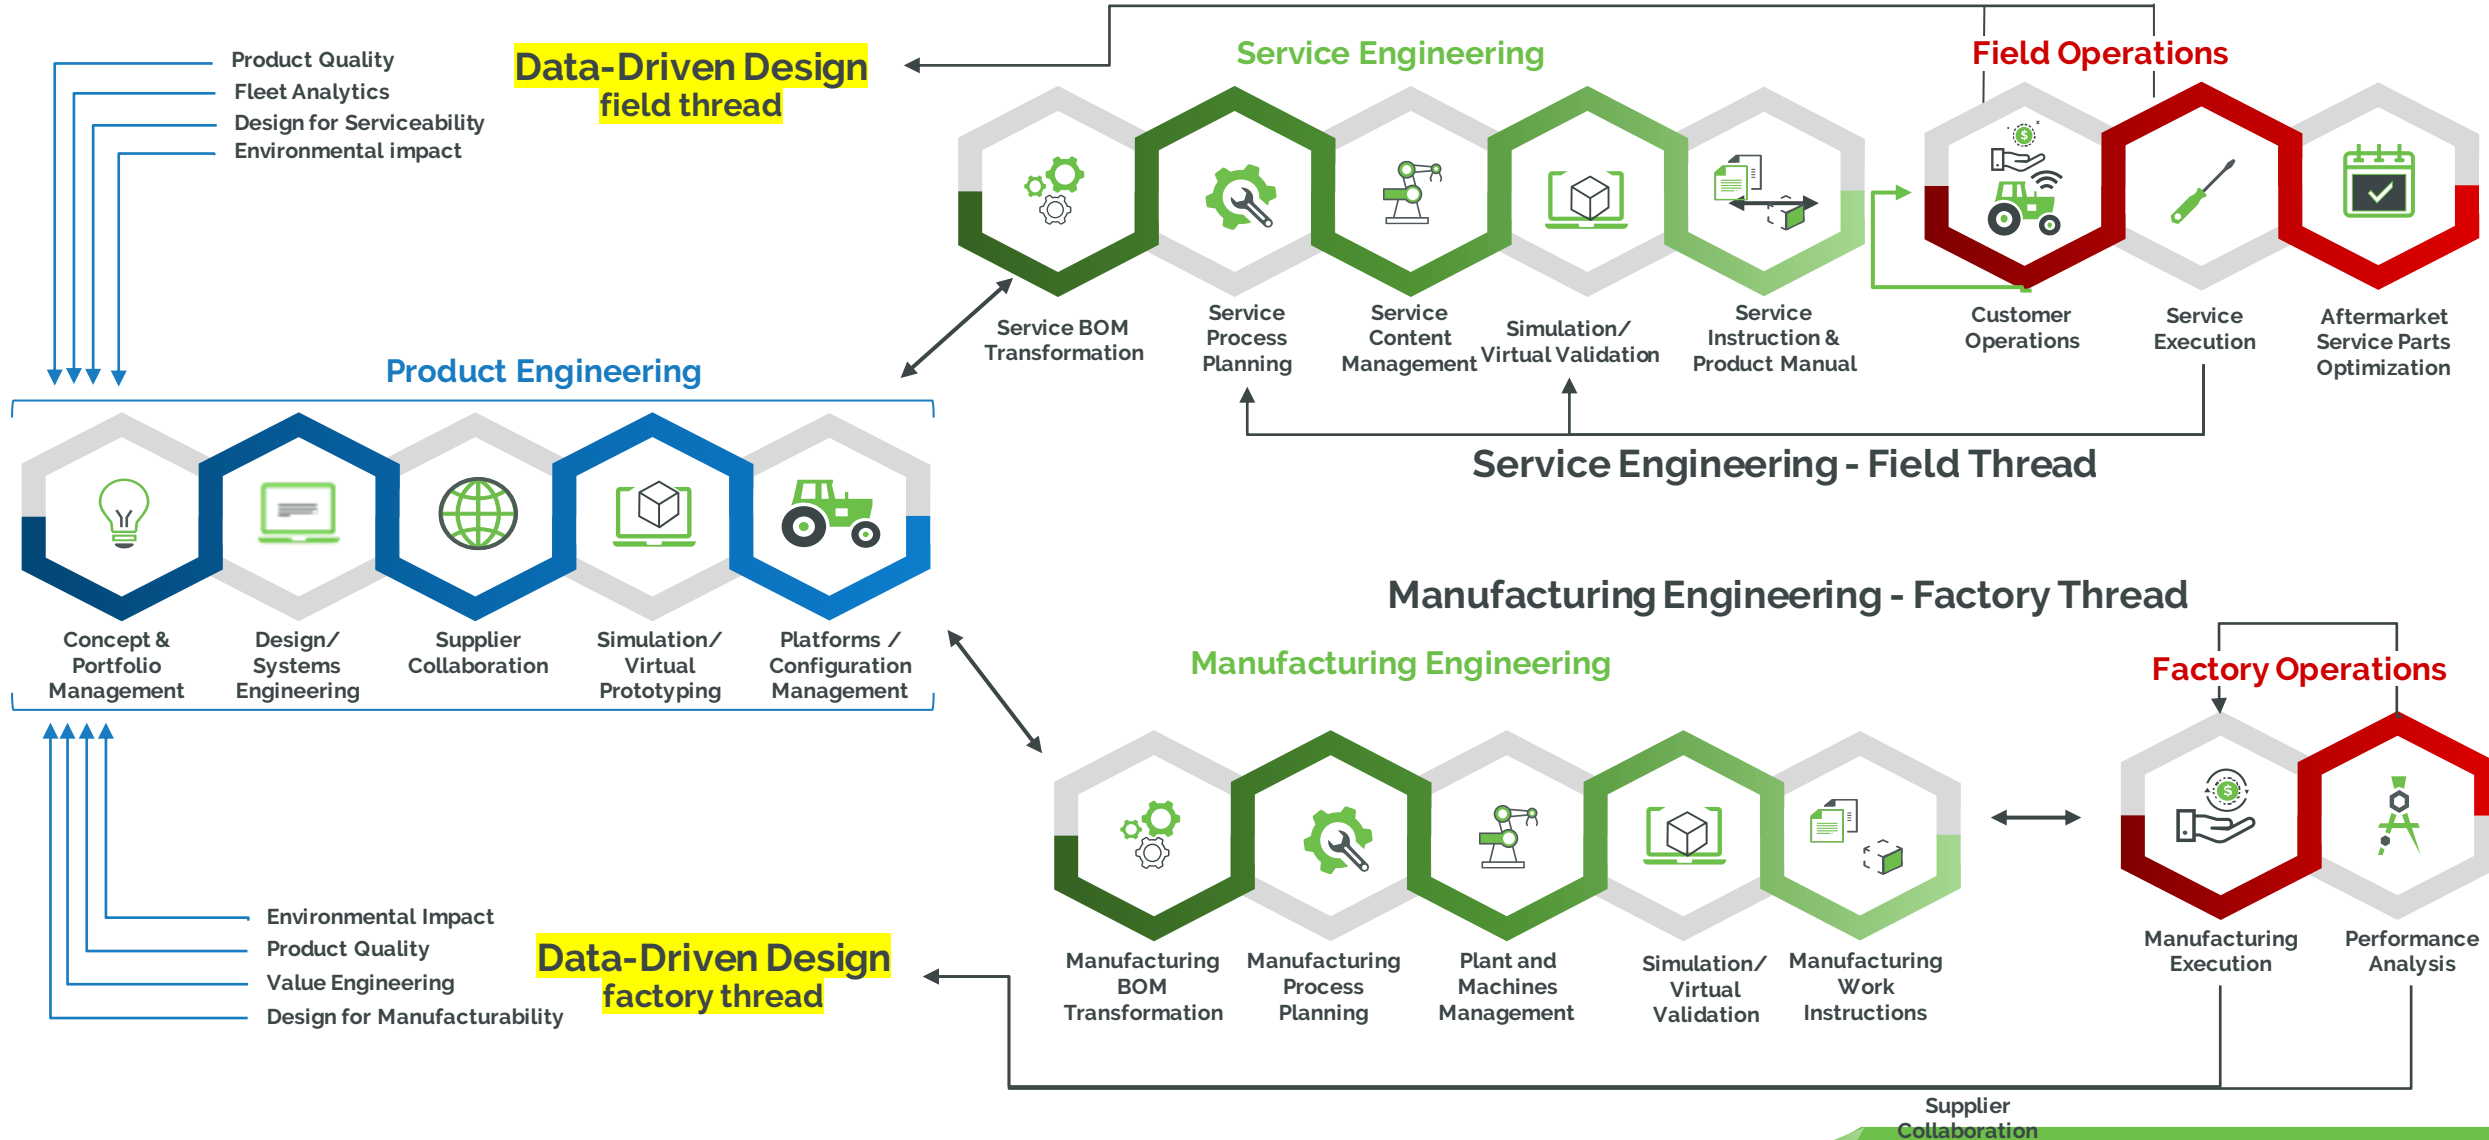 Product Quality
Fleet Analytics
Design for Serviceability
Environmental impact
Data-Driven Design
field thread
Service Engineering
Field Operations
Service BOM
Transformation
Service
Process
Planning
Service
Content
Management
Simulation/
Virtual Validation
Service
Instruction &
Product Manual
Customer
Operations
Service
Execution
Aftermarket
Service Parts
Optimization
Service Engineering - Field Thread
Product Engineering
Concept &
Portfolio
Management
Design/
Systems
Engineering
Supplier
Collaboration
Simulation/
Virtual
Prototyping
Platforms /
Configuration
Management
Manufacturing Engineering - Factory Thread
Manufacturing Engineering
Factory Operations
Manufacturing
BOM
Transformation
Manufacturing
Process
Planning
Plant and
Machines
Management
Simulation/
Virtual
Validation
Manufacturing
Work
Instructions
Manufacturing
Execution
Performance
Analysis
Environmental Impact
Product Quality
Value Engineering
Design for Manufacturability
Data-Driven Design
factory thread
Supplier
Collaboration